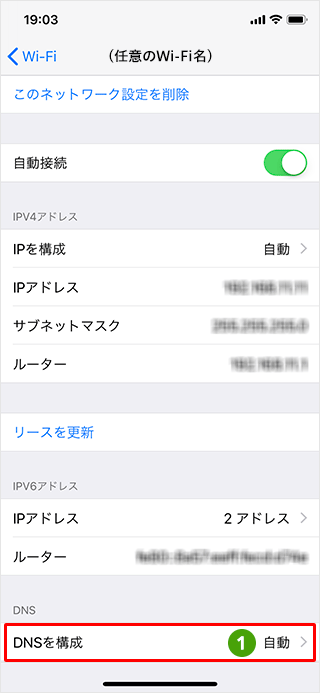 19:03
Wi-Fi
（任意のWi-Fi名）
このネットワーク設定を削除
自動接続
IPV4アドレス
IPを構成 自動
IPアドレス
サブネットマスク
ルーター
リースを更新
IPV6アドレス
IPアドレス 2 アドレス
ルーター
DNS
DNSを構成 1 自動